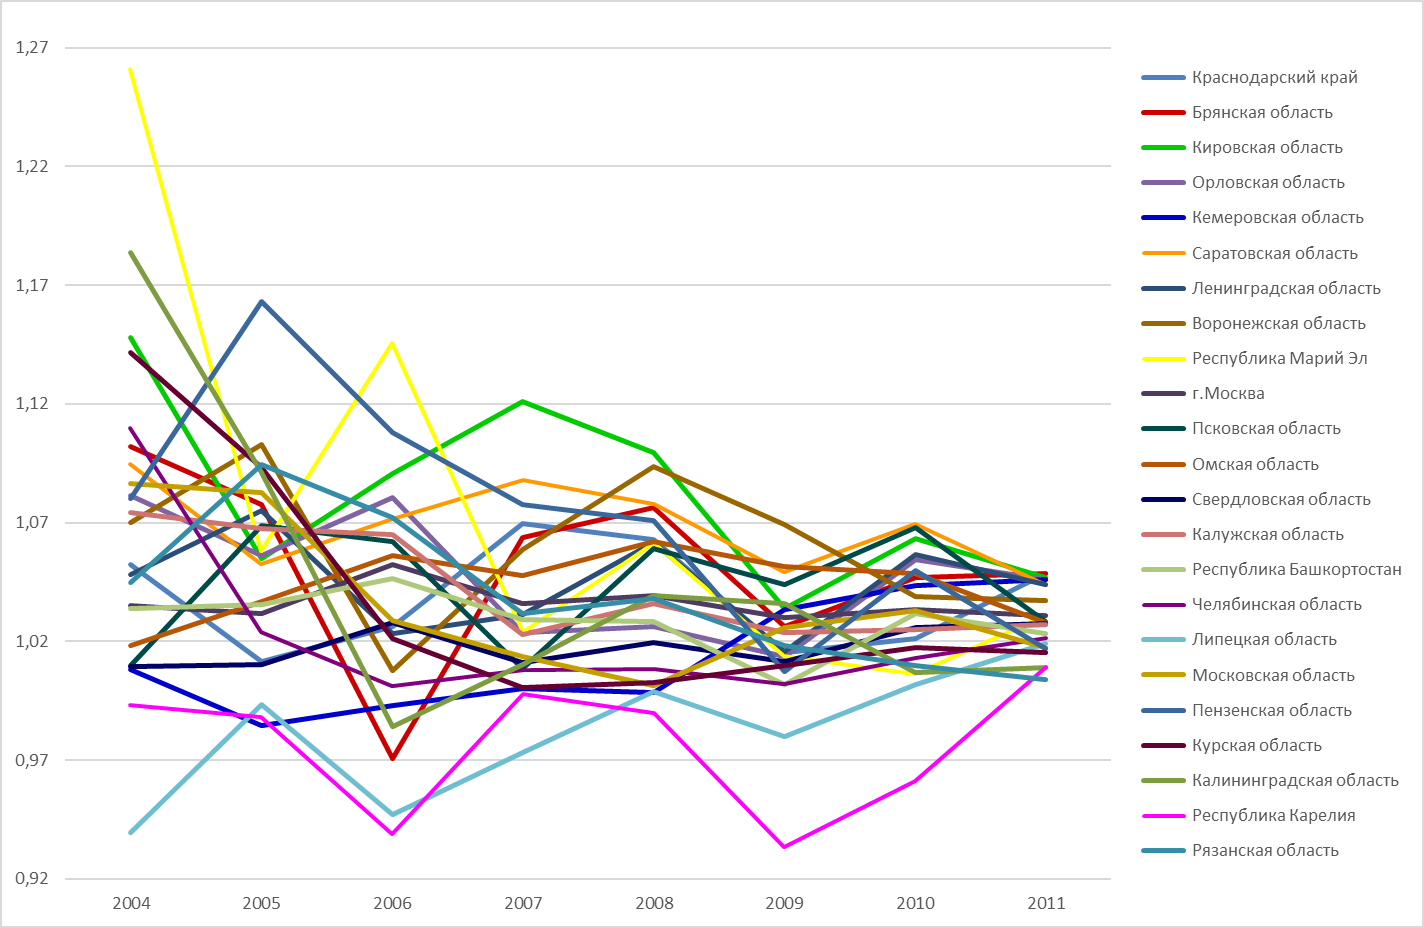 1,27
1,22
1,17
1,12
1,07
1,02
0,97
0,92
2004 2005 2006 2007 2008 2009 2010 2011
Краснодарский край
Брянская область
Кировская область
Орловская область
Кемеровская область
Саратовская область
Ленинградская область
Воронежская область
Республика Марий Эл
г.Москва
Псковская область
Омская область
Свердловская область
Калужская область
Республика Башкортостан
Челябинская область
Липецкая область
Московская область
Пензенская область
Курская область
Калининградская область
Республика Карелия
Рязанская область